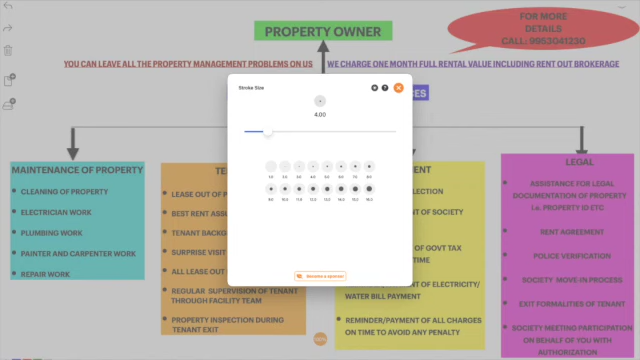 PROPERTY OWNER
FOR MORE
DETAILS
CALL: 9953041230
YOU CAN LEAVE ALL THE PROPERTY MANAGEMENT PROBLEMS ON US
WE CHARGE ONE MONTH FULL RENTAL VALUE INCLUDING RENT OUT BROKERAGE
Stroke Size
4.00
1.0 2.0 3.0 4.0 5.0 6.0 7.0 8.0
9.0 10.0 11.0 12.0 13.0 14.0 15.0 16.0
Become a sponsor
MAINTENANCE OF PROPERTY
CLEANING OF PROPERTY
ELECTRICIAN WORK
PLUMBING WORK
PAINTER AND CARPENTER WORK
REPAIR WORK
LEASE OUT OF
BEST RENT
TENANT
SURPRISE VISIT
ALL LEASE OUT
REGULAR SUPERVISION OF TENANT
THROUGH FACILITY TEAM
PROPERTY INSPECTION DURING
TENANT EXIT
OF SOCIETY
OF GOVT TAX
TIME
OF ELECTRICITY/
WATER BILL PAYMENT
REMINDER/PAYMENT OF ALL CHARGES
ON TIME TO AVOID ANY PENALTY
LEGAL
ASSISTANCE FOR LEGAL
DOCUMENTATION OF PROPERTY
i.e. PROPERTY ID ETC
RENT AGREEMENT
POLICE VERIFICATION
SOCIETY MOVE-IN PROCESS
EXIT FORMALITIES OF TENANT
SOCIETY MEETING PARTICIPATION
ON BEHALF OF YOU WITH
AUTHORIZATION